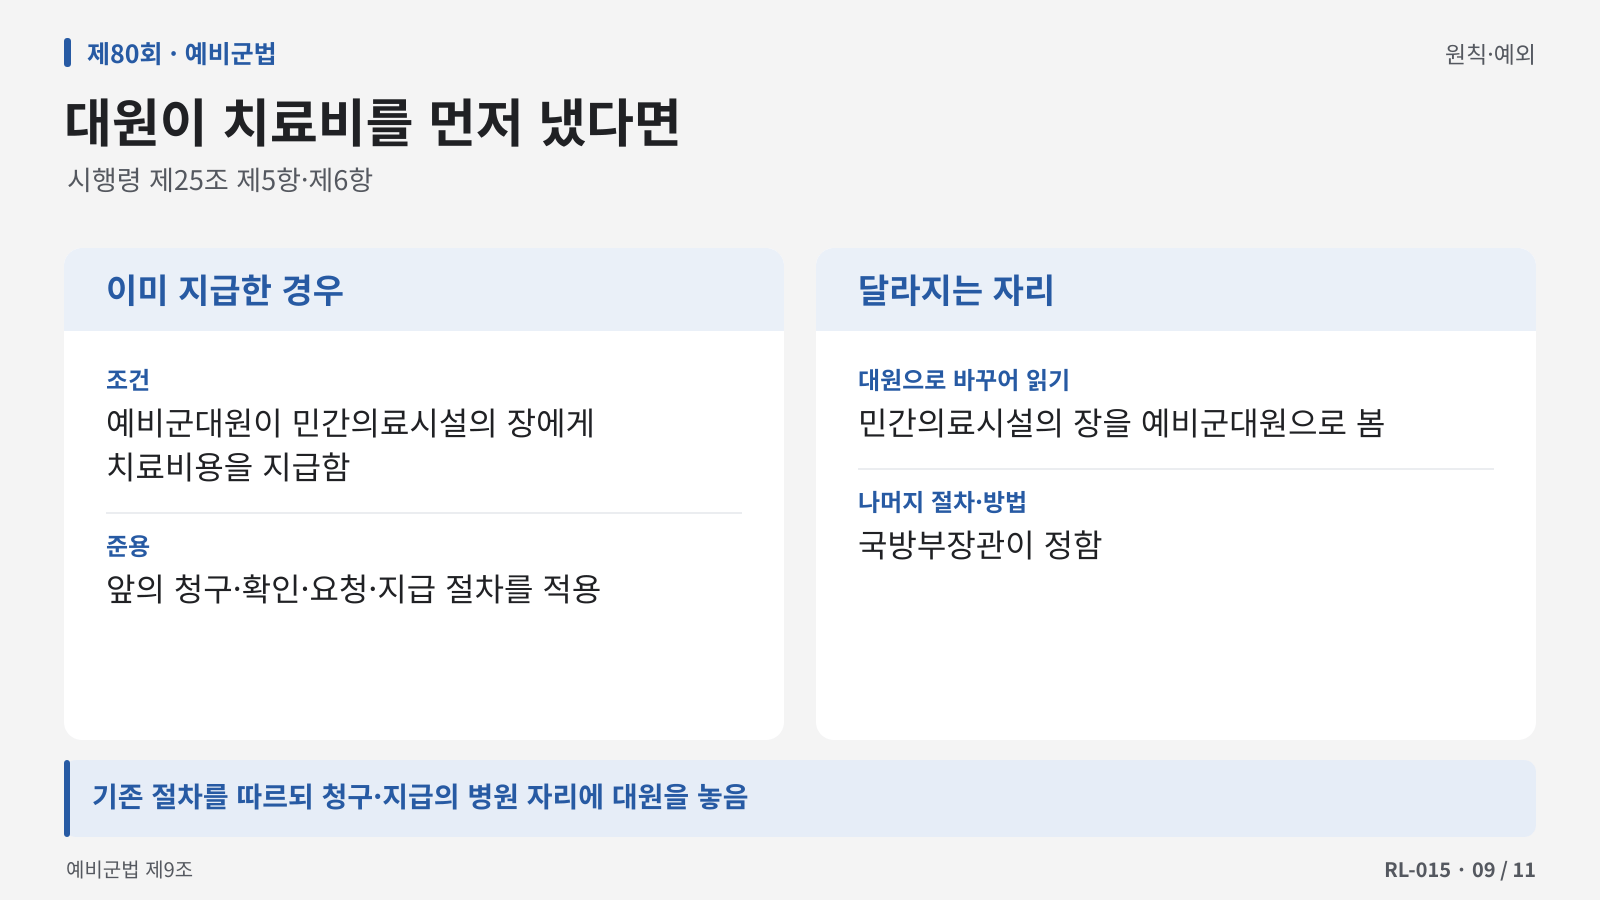 제80회 · 예비군법
원칙·예외
대원이 치료비를 먼저 냈다면
시행령 제25조 제5항·제6항
이미 지급한 경우
조건
예비군대원이 민간의료시설의 장에게
치료비용을 지급함
준용
앞의 청구·확인·요청·지급 절차를 적용
달라지는 자리
대원으로 바꾸어 읽기
민간의료시설의 장을 예비군대원으로 봄
나머지 절차·방법
국방부장관이 정함
기존 절차를 따르되 청구·지급의 병원 자리에 대원을 놓음
예비군법 제9조
RL-015 · 09 / 11